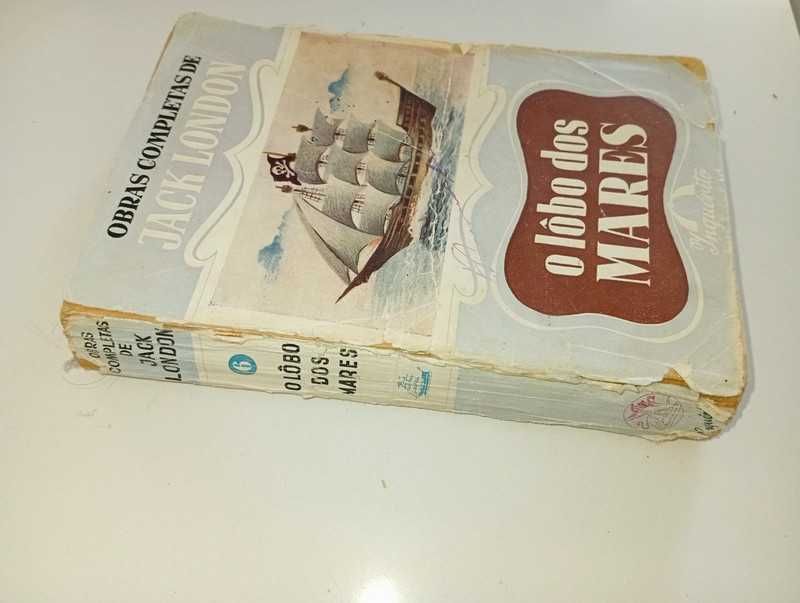 OBRAS COMPLETAS DE
JACK LONDON
O lôbo dos
MARES
OBRAS
COMPLETAS
DE
JACK
LONDON
6
O LÔBO
DOS
MARES